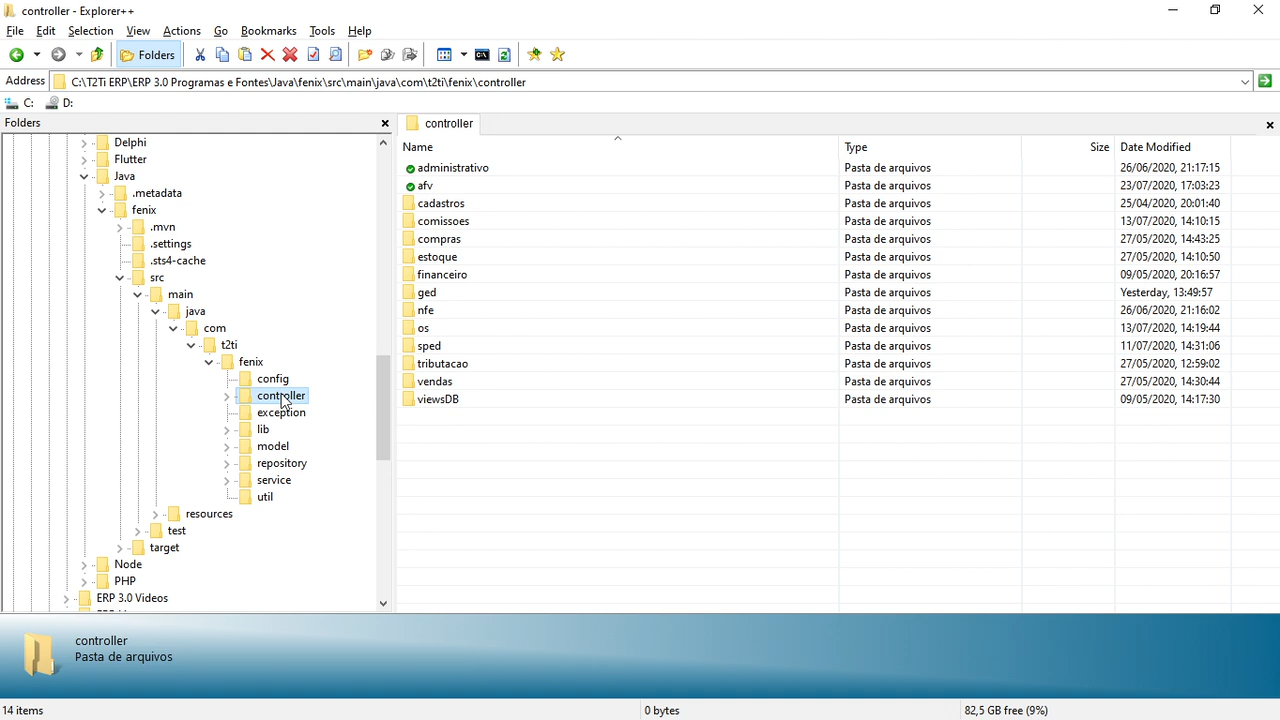 controller - Explorer++
File Edit Selection View Actions Go Bookmarks Tools Help
Folders
Address C:\T2Ti ERP\ERP 3.0 Programas e Fontes\Java\fenix\src\main\java\com\t2ti\fenix\controller
C: D:
Folders
Delphi
Flutter
Java
.metadata
fenix
.mvn
.settings
.sts4-cache
src
main
java
com
t2ti
fenix
config
controller
exception
lib
model
repository
service
util
resources
test
target
Node
PHP
ERP 3.0 Videos
controller
Name Type Size Date Modified
administrativo Pasta de arquivos 26/06/2020, 21:17:15
afv Pasta de arquivos 23/07/2020, 17:03:23
cadastros Pasta de arquivos 25/04/2020, 20:01:40
comissoes Pasta de arquivos 13/07/2020, 14:10:15
compras Pasta de arquivos 27/05/2020, 14:43:25
estoque Pasta de arquivos 27/05/2020, 14:10:50
financeiro Pasta de arquivos 09/05/2020, 20:16:57
ged Pasta de arquivos Yesterday, 13:49:57
nfe Pasta de arquivos 26/06/2020, 21:16:02
os Pasta de arquivos 13/07/2020, 14:19:44
sped Pasta de arquivos 11/07/2020, 14:31:06
tributacao Pasta de arquivos 27/05/2020, 12:59:02
vendas Pasta de arquivos 27/05/2020, 14:30:44
viewsDB Pasta de arquivos 09/05/2020, 14:17:30
controller
Pasta de arquivos
14 items 0 bytes 82,5 GB free (9%)